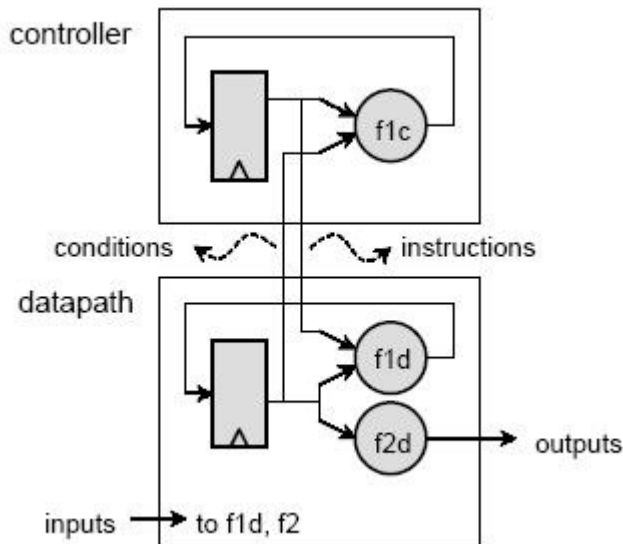 controller
f1c
conditions
instructions
datapath
f1d
f2d
outputs
inputs
to f1d, f2